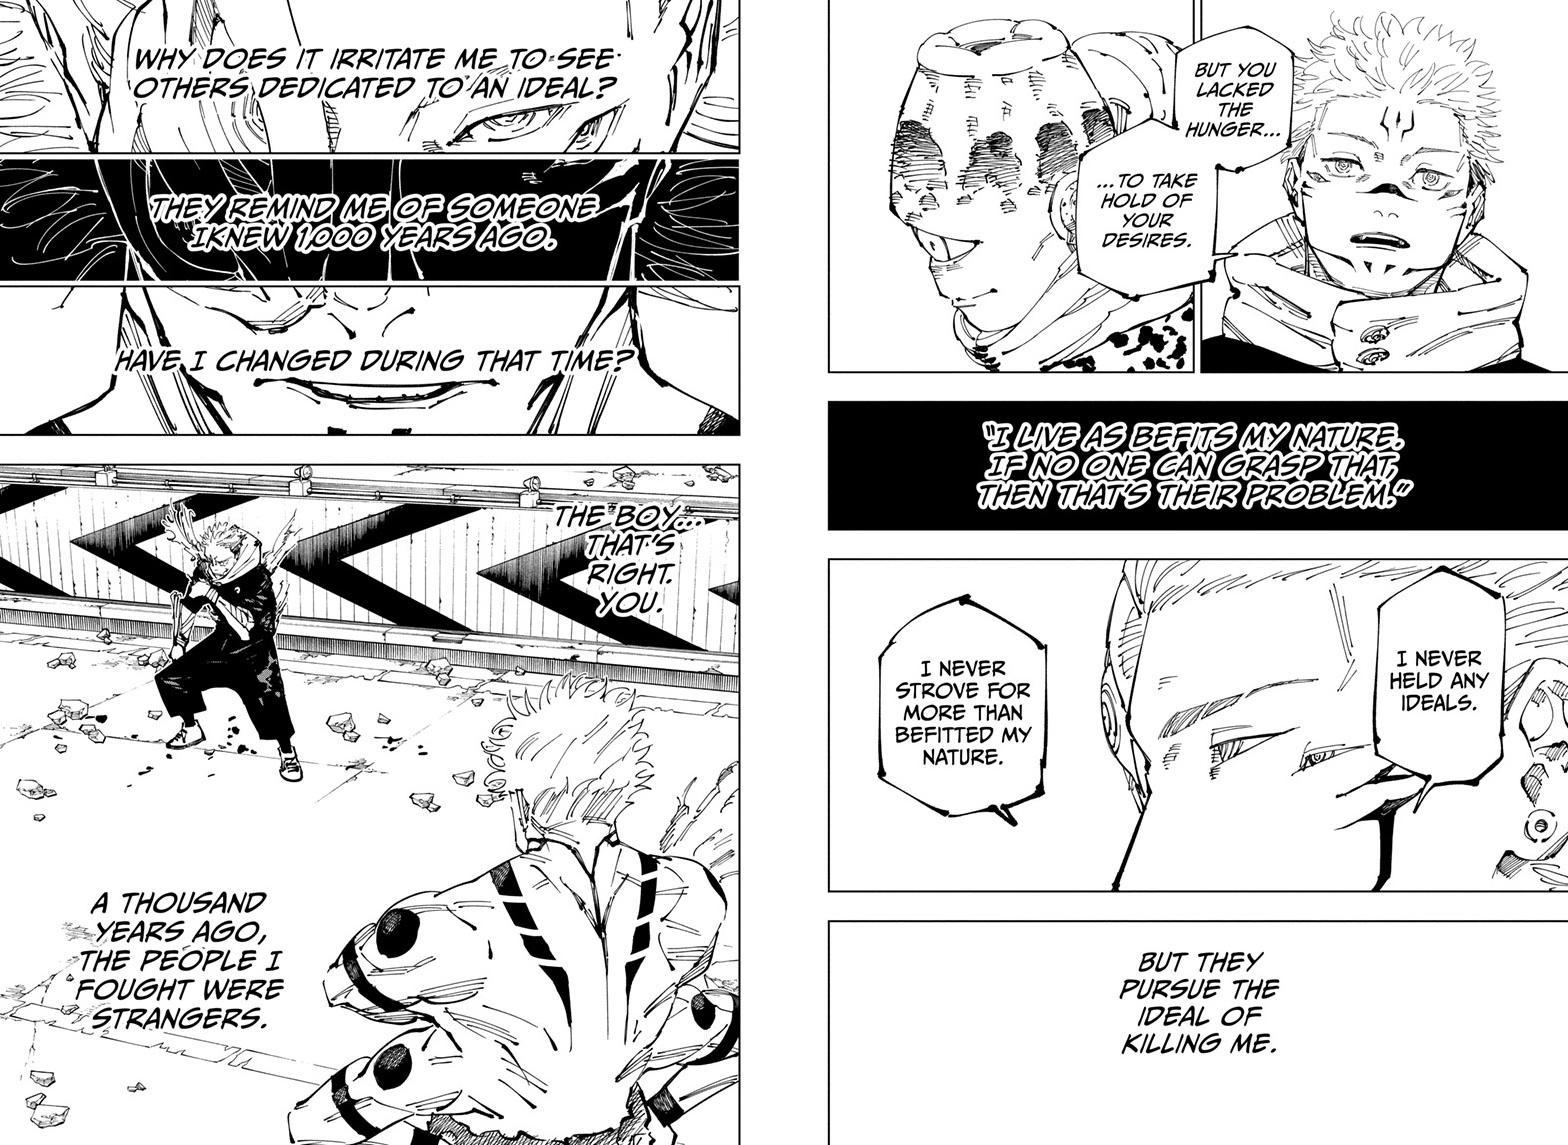 BUT YOU
LACKED
THE
HUNGER...
...TO TAKE
HOLD OF
YOUR
DESIRES.
"I LIVE AS BEFITS MY NATURE.
IF NO ONE CAN GRASP THAT,
THEN THAT'S THEIR PROBLEM."
I NEVER
HELD ANY
IDEALS.
I NEVER
STROVE FOR
MORE THAN
BEFITTED MY
NATURE.
BUT THEY
PURSUE THE
IDEAL OF
KILLING ME.
WHY DOES IT IRRITATE ME TO SEE
OTHERS DEDICATED TO AN IDEAL?
THEY REMIND ME OF SOMEONE
I KNEW 1,000 YEARS AGO.
HAVE I CHANGED DURING THAT TIME?
THE BOY...
THAT'S
RIGHT.
YOU.
A THOUSAND
YEARS AGO,
THE PEOPLE I
FOUGHT WERE
STRANGERS.